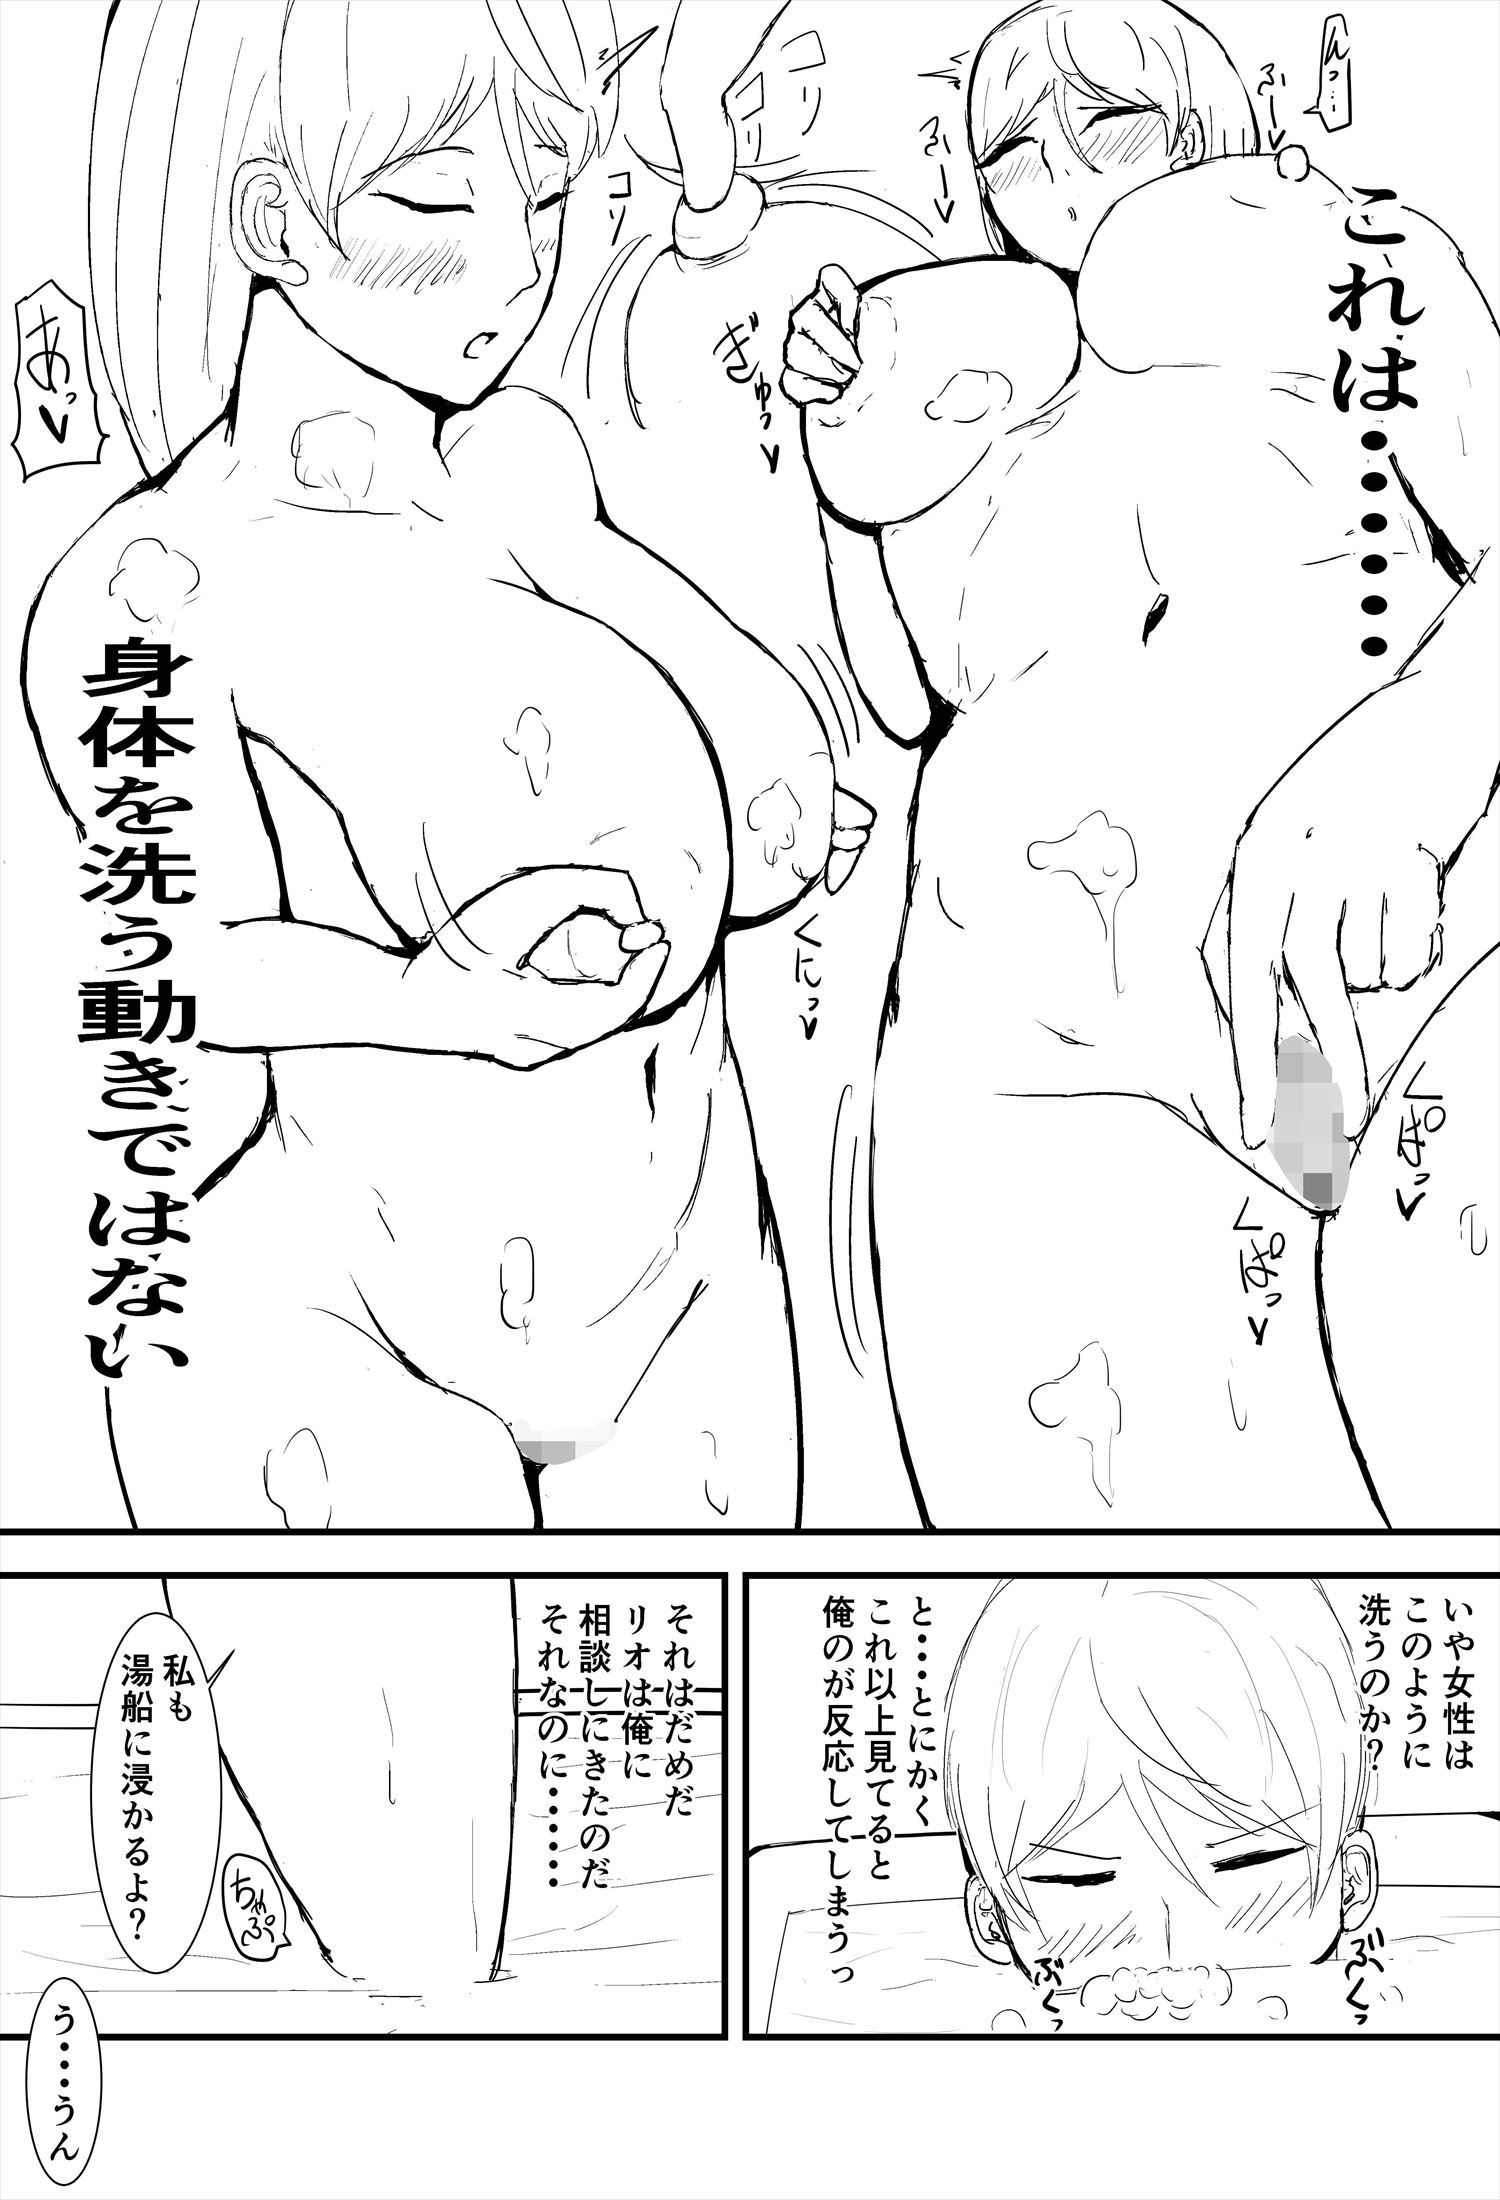 これは・・・・・・
んっ…
ふーっ
ふーっ
コリ
コリ
コリ
ぎゅっ
あっ
身体を洗う動きではない
くにっ
くぱっ
くぱっ
いや女性は
このように
洗うのか？
と・・・とにかく
これ以上見てると
俺のが反応してしまうっ
ぶくっ
ぶくっ
それはだめだ
リオは俺に
相談しにきたのだ
それなのに・・・・・・
私も
湯船に浸かるよ？
ちゃぷ
う・・・うん